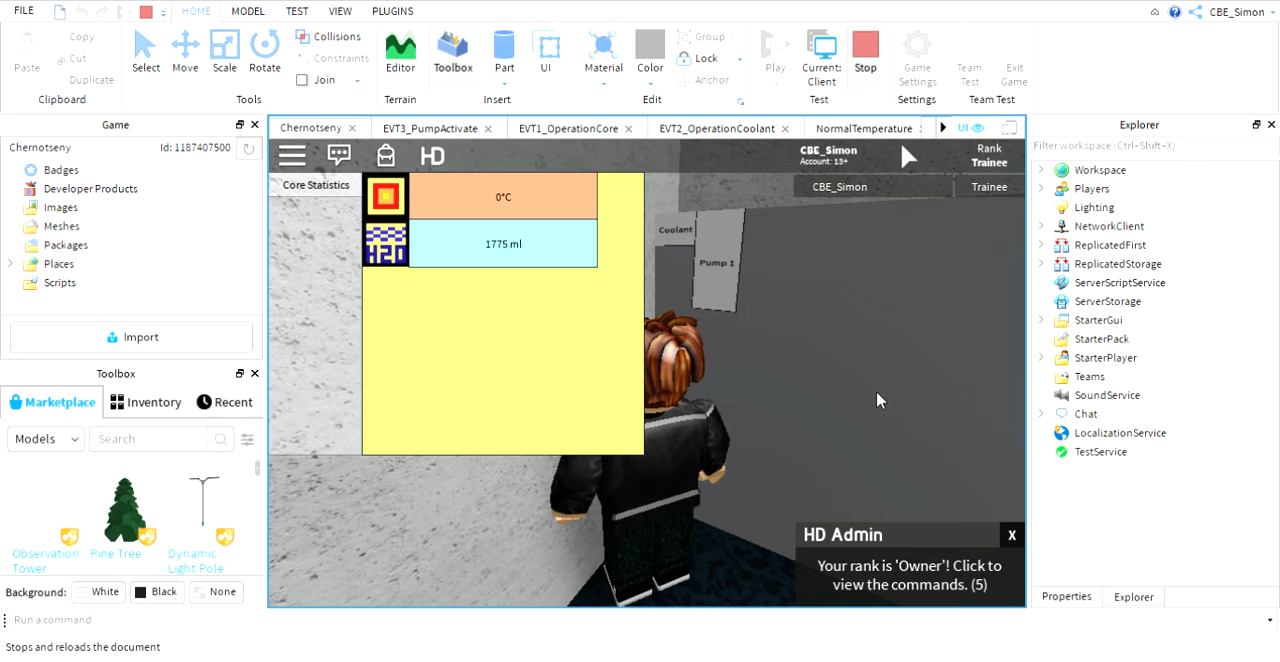 FILE
HOME
MODEL
TEST
VIEW
PLUGINS
CBE_Simon
Paste
Copy
Cut
Duplicate
Clipboard
Select
Move
Scale
Rotate
Collisions
Constraints
Join
Tools
Editor
Terrain
Toolbox
Part
UI
Insert
Material
Color
Group
Lock
Anchor
Edit
Play
Current:
Client
Stop
Test
Game
Settings
Settings
Team
Test
Exit
Game
Team Test
Game
Chernotseny
Id: 1187407500
Badges
Developer Products
Images
Meshes
Packages
Places
Scripts
Import
Toolbox
Marketplace
Inventory
Recent
Models
Search
Observation
Tower
Pine Tree
Dynamic
Light Pole
Background:
White
Black
None
Run a command
Stops and reloads the document
Chernotseny
EVT3_PumpActivate
EVT1_OperationCore
EVT2_OperationCoolant
NormalTemperature
UI
HD
CBE_Simon
Account: 13+
Rank
Trainee
CBE_Simon
Trainee
Core Statistics
0°C
H2O
1775 ml
Coolant
Pump 1
HD Admin
X
Your rank is 'Owner'! Click to
view the commands. (5)
Explorer
Filter workspace (Ctrl+Shift+X)
Workspace
Players
Lighting
NetworkClient
ReplicatedFirst
ReplicatedStorage
ServerScriptService
ServerStorage
StarterGui
StarterPack
StarterPlayer
Teams
SoundService
Chat
LocalizationService
TestService
Properties
Explorer